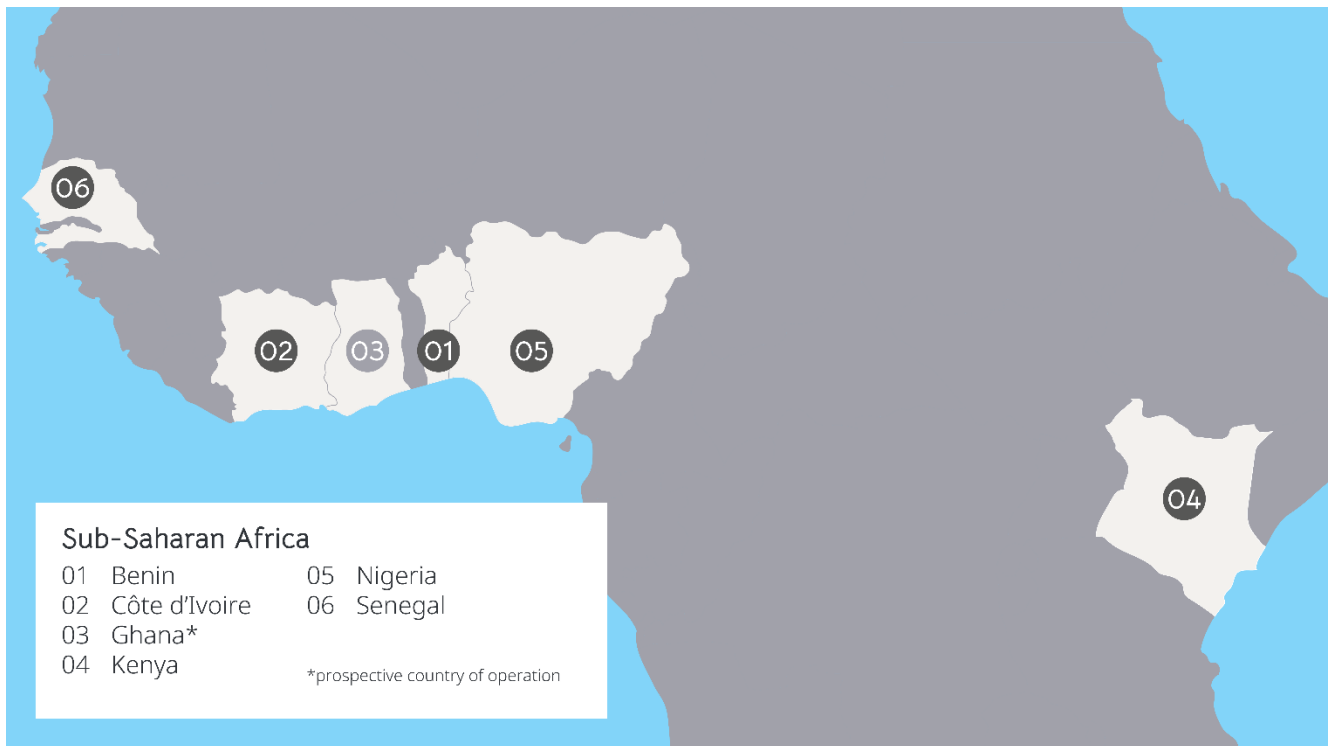 06
02
03
01
05
04
Sub-Saharan Africa
01 Benin
02 Côte d’Ivoire
03 Ghana*
04 Kenya
05 Nigeria
06 Senegal
*prospective country of operation